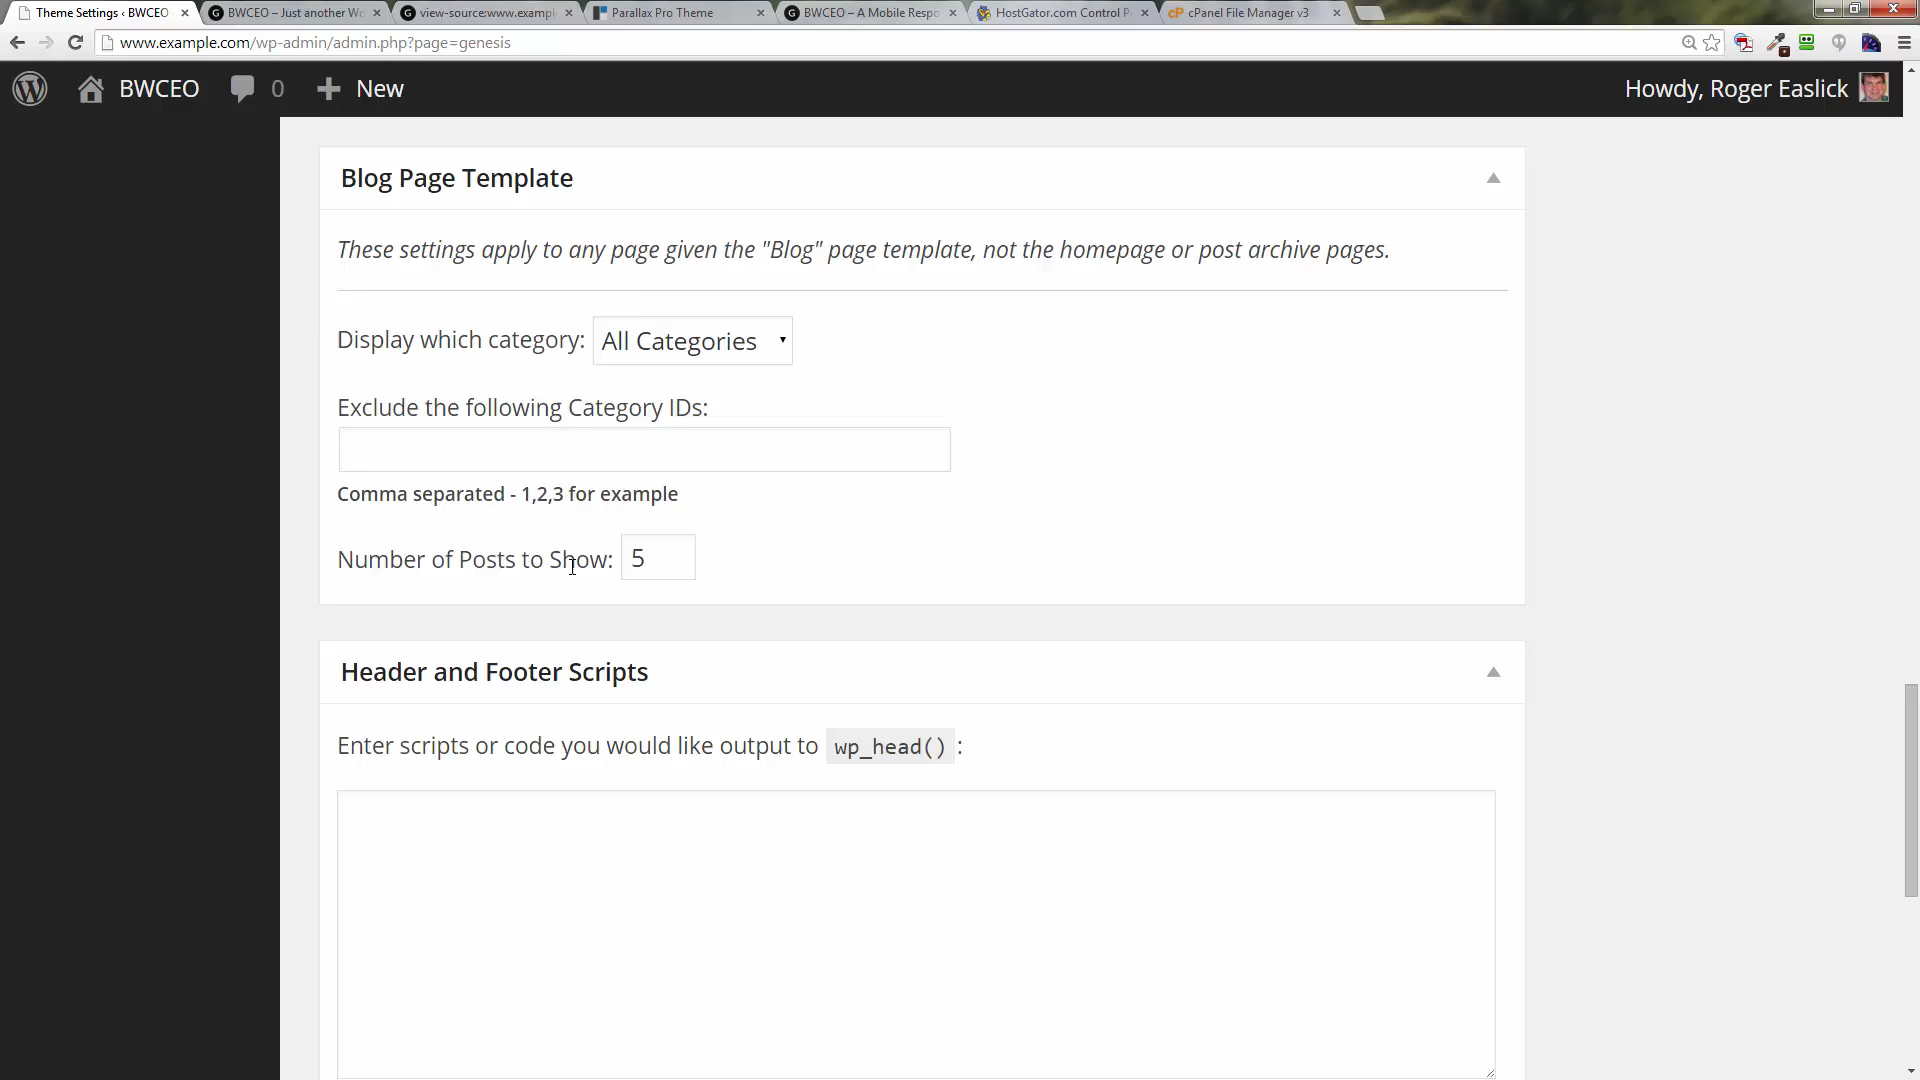 Theme Settings ‹ BWCEO
BWCEO – Just another Wo
view-source:www.exampl
Parallax Pro Theme
BWCEO – A Mobile Respo
HostGator.com Control P
cPanel File Manager v3
www.example.com/wp-admin/admin.php?page=genesis
BWCEO
0
New
Howdy, Roger Easlick
Blog Page Template
These settings apply to any page given the "Blog" page template, not the homepage or post archive pages.
Display which category: All Categories
Exclude the following Category IDs:
Comma separated - 1,2,3 for example
Number of Posts to Show: 5
Header and Footer Scripts
Enter scripts or code you would like output to wp_head() :